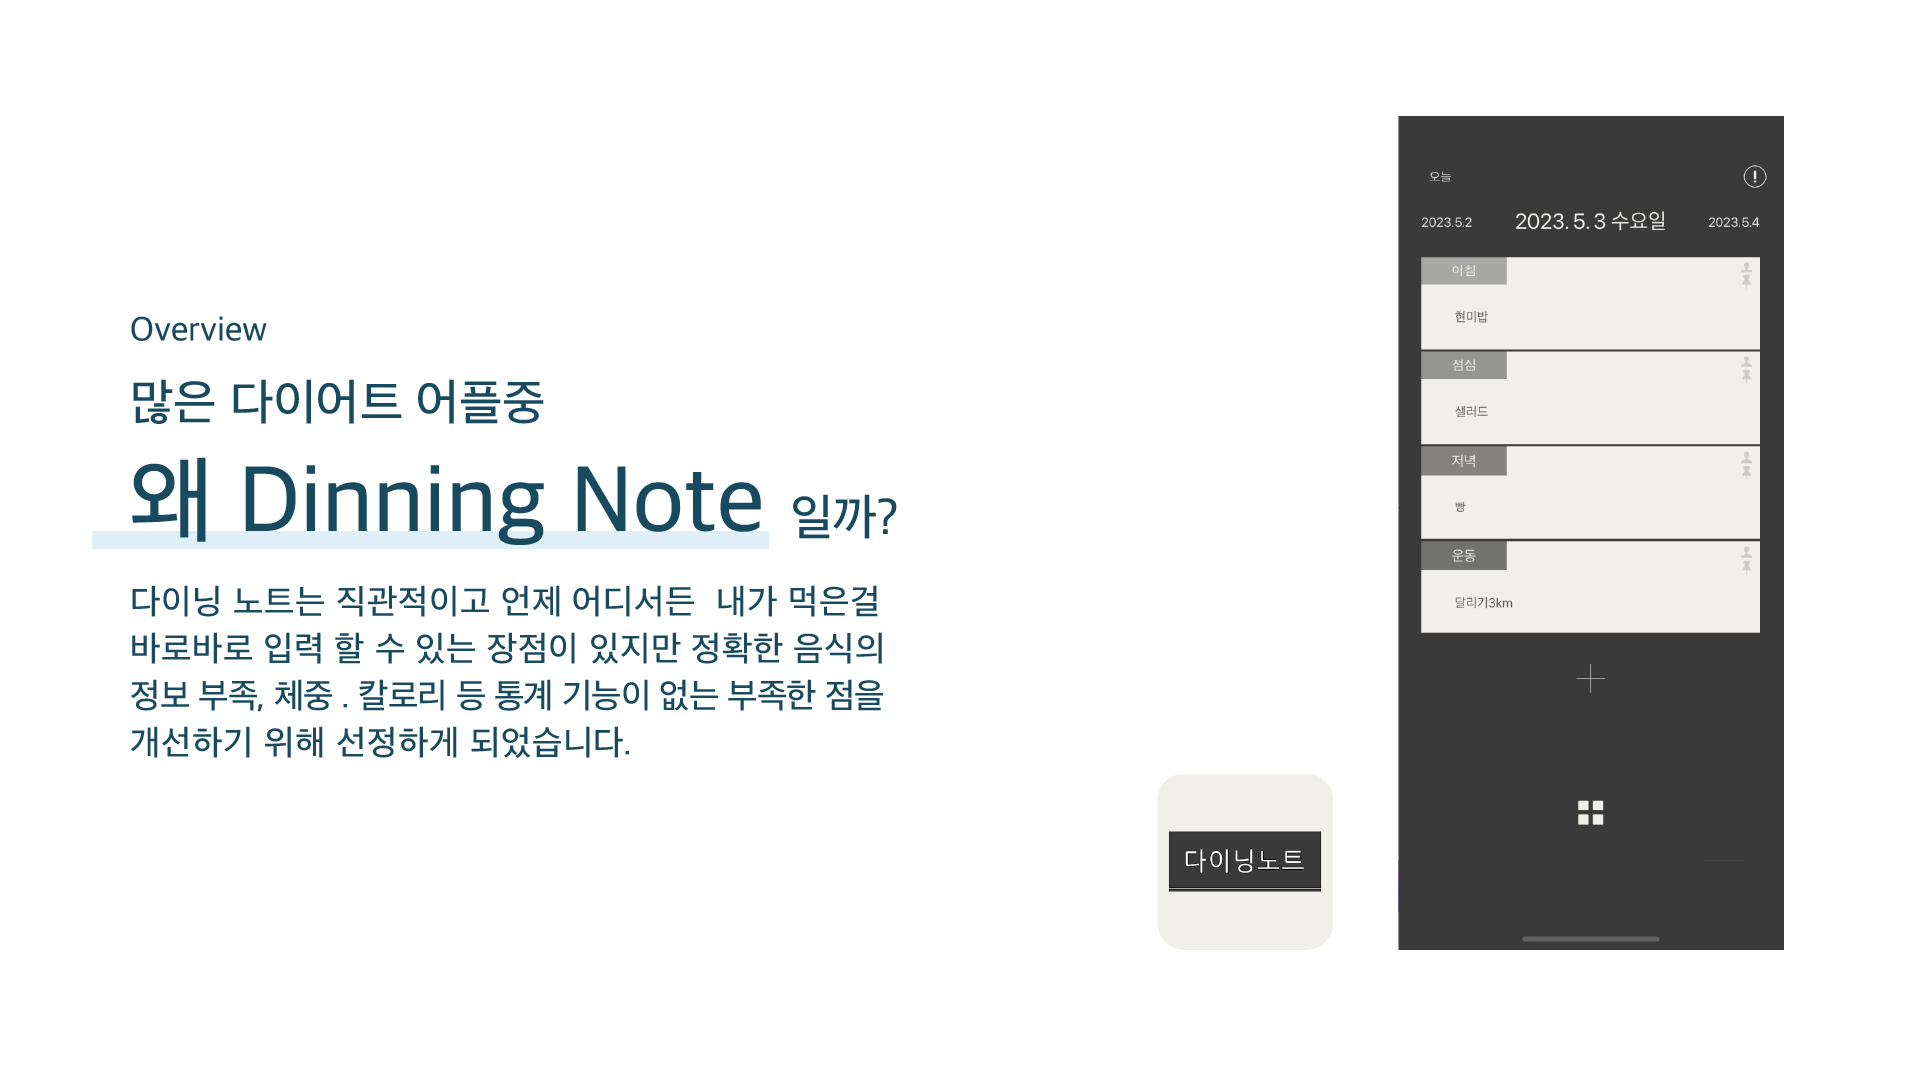 Overview
많은 다이어트 어플중
왜 Dinning Note 일까?
다이닝 노트는 직관적이고 언제 어디서든 내가 먹은걸
바로바로 입력 할 수 있는 장점이 있지만 정확한 음식의
정보 부족, 체중 . 칼로리 등 통계 기능이 없는 부족한 점을
개선하기 위해 선정하게 되었습니다.
다이닝노트
오늘
2023.5.2 2023. 5. 3 수요일 2023.5.4
아침
현미밥
점심
샐러드
저녁
빵
운동
달리기3km